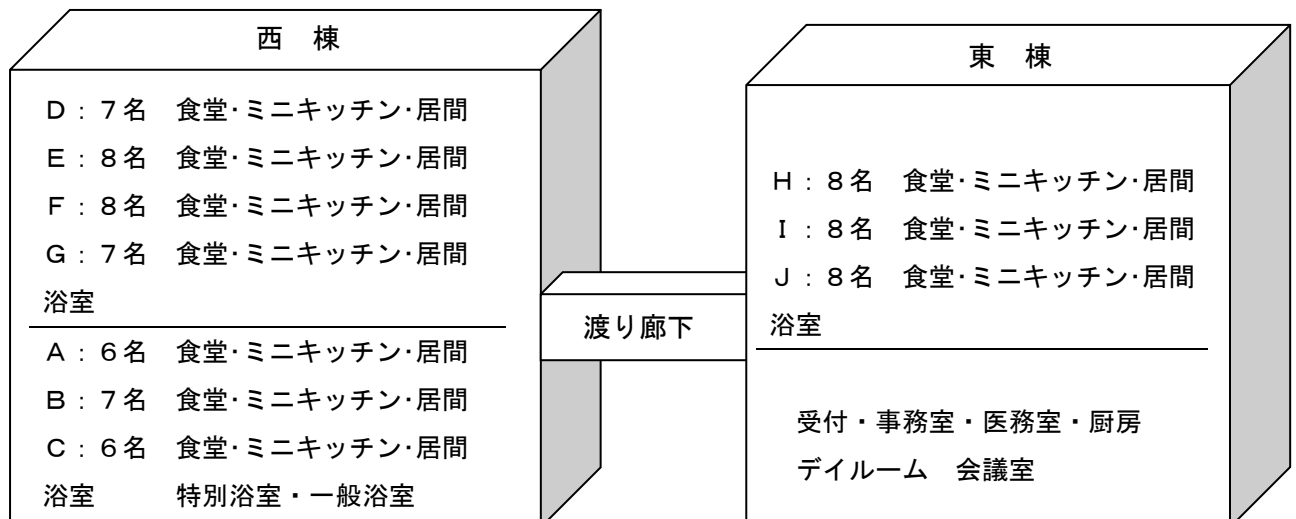 西　棟
Ｄ：７名　食堂･ミニキッチン･居間
Ｅ：８名　食堂･ミニキッチン･居間
Ｆ：８名　食堂･ミニキッチン･居間
Ｇ：７名　食堂･ミニキッチン･居間
浴室
Ａ：６名　食堂･ミニキッチン･居間
Ｂ：７名　食堂･ミニキッチン･居間
Ｃ：６名　食堂･ミニキッチン･居間
浴室　　　特別浴室・一般浴室
渡り廊下
東　棟
Ｈ：８名　食堂･ミニキッチン･居間
Ｉ：８名　食堂･ミニキッチン･居間
Ｊ：８名　食堂･ミニキッチン･居間
浴室
受付・事務室・医務室・厨房
デイルーム　会議室